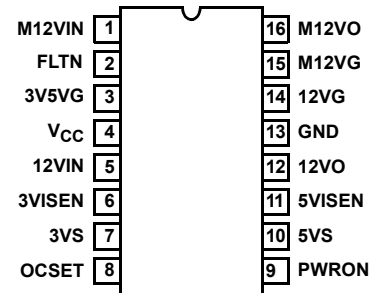 M12VIN 1 16 M12VO
FLTN 2 15 M12VG
3V5VG 3 14 12VG
VCC 4 13 GND
12VIN 5 12 12VO
3VISEN 6 11 5VISEN
3VS 7 10 5VS
OCSET 8 9 PWRON